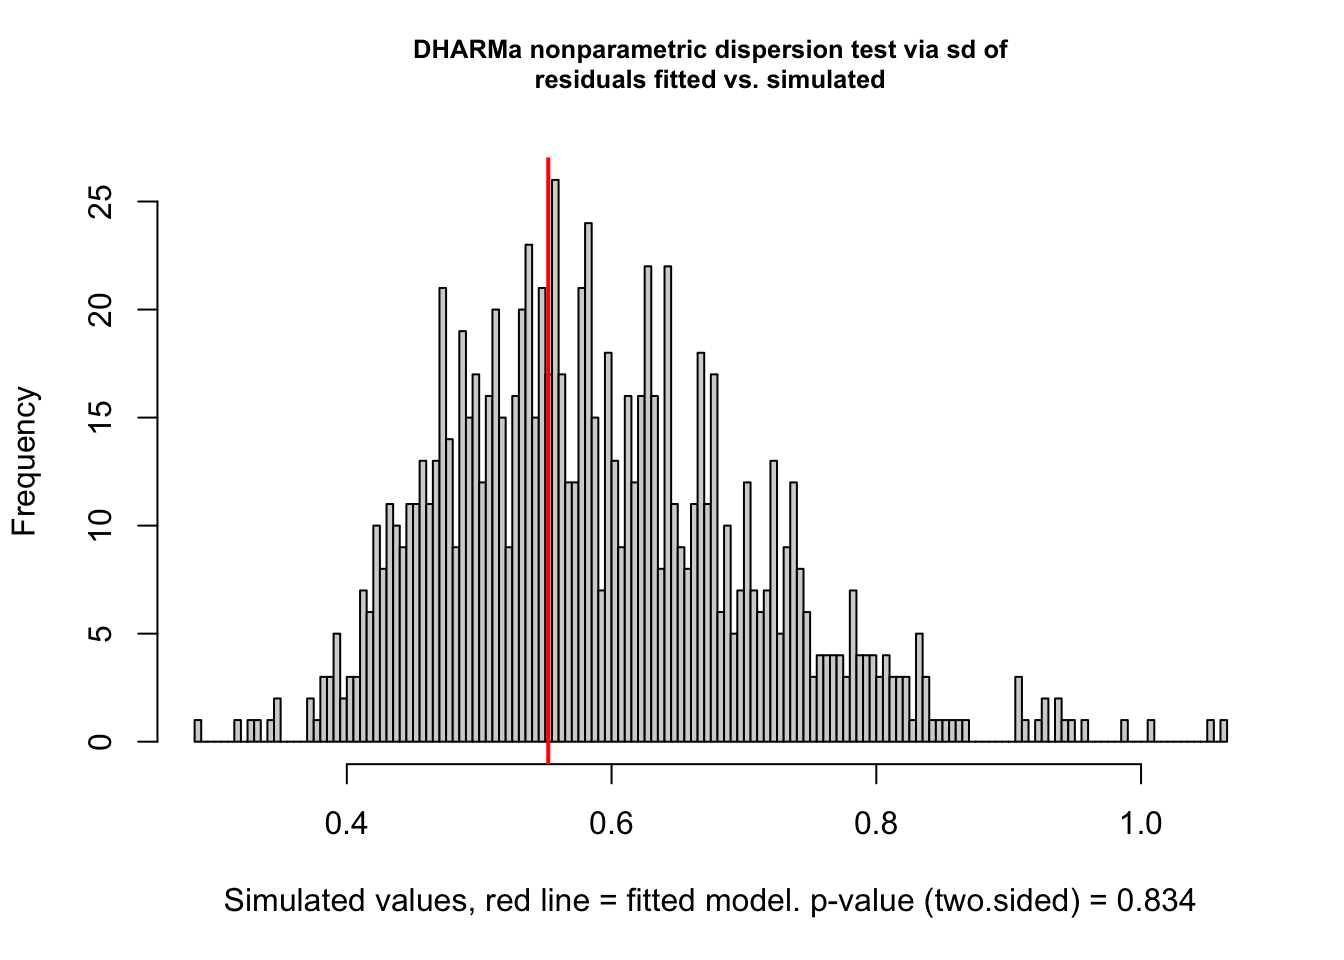 DHARMa nonparametric dispersion test via sd of
residuals fitted vs. simulated
Frequency
25
20
15
10
5
0
0.4 0.6 0.8 1.0
Simulated values, red line = fitted model. p-value (two.sided) = 0.834